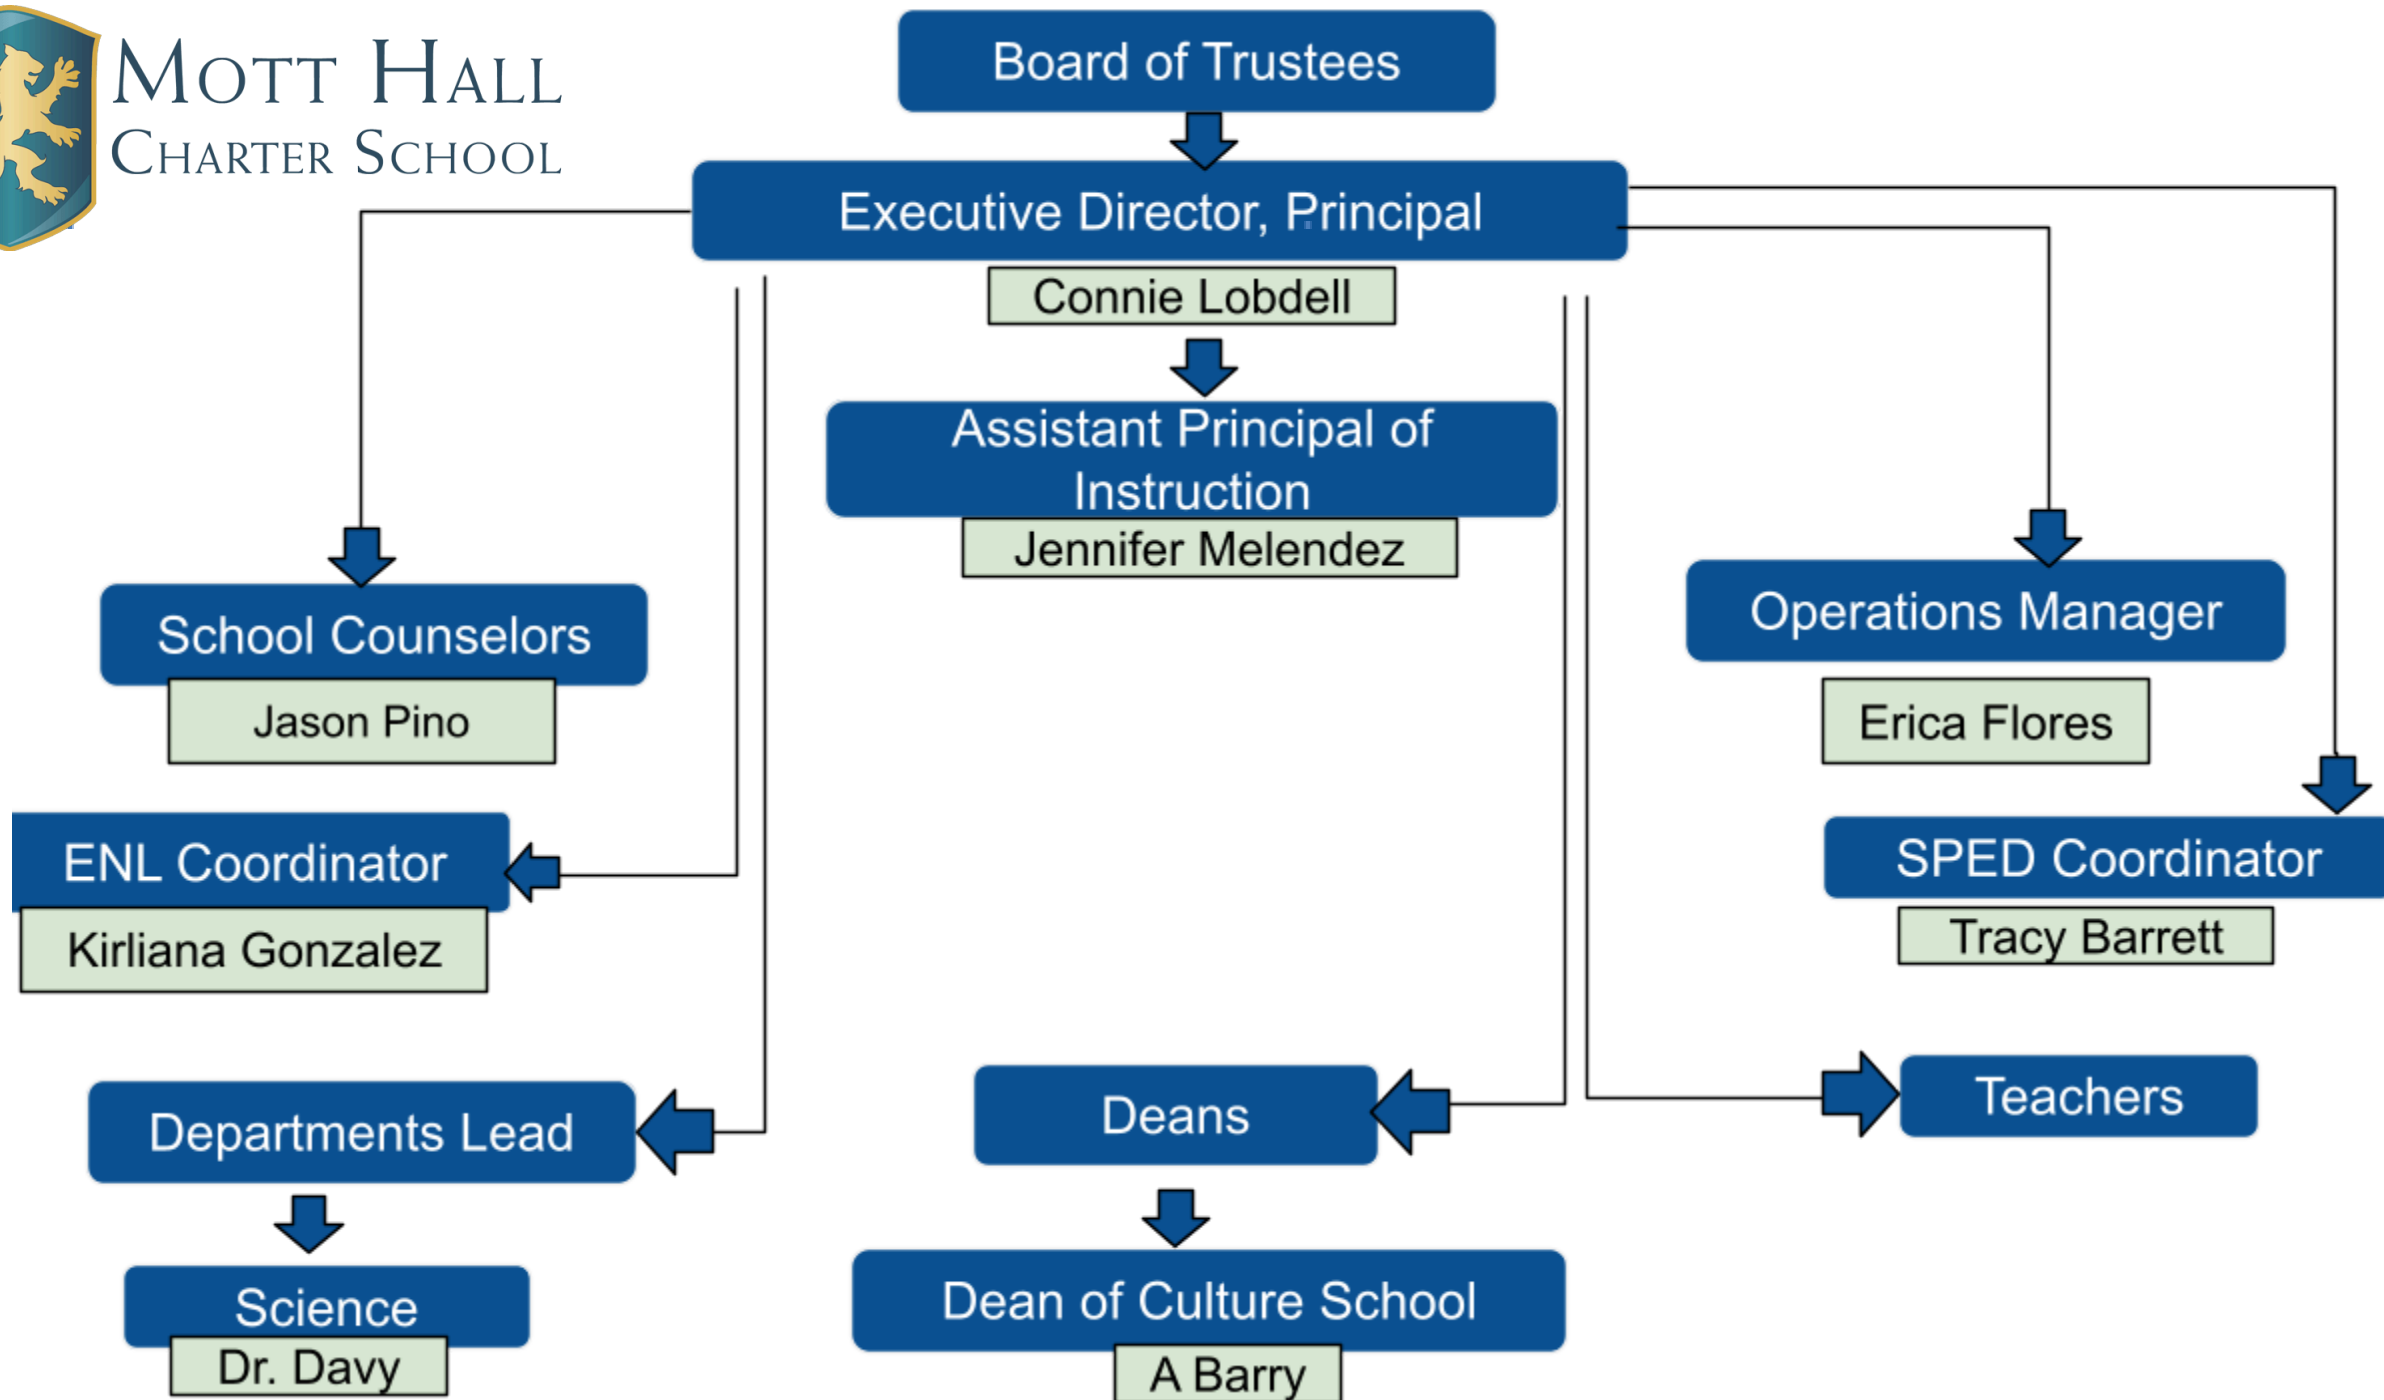 MOTT HALL
CHARTER SCHOOL
Board of Trustees
Executive Director, Principal
Connie Lobdell
Assistant Principal of
Instruction
Jennifer Melendez
School Counselors
Jason Pino
Operations Manager
Erica Flores
ENL Coordinator
Kirliana Gonzalez
SPED Coordinator
Tracy Barrett
Departments Lead
Deans
Teachers
Science
Dr. Davy
Dean of Culture School
A Barry